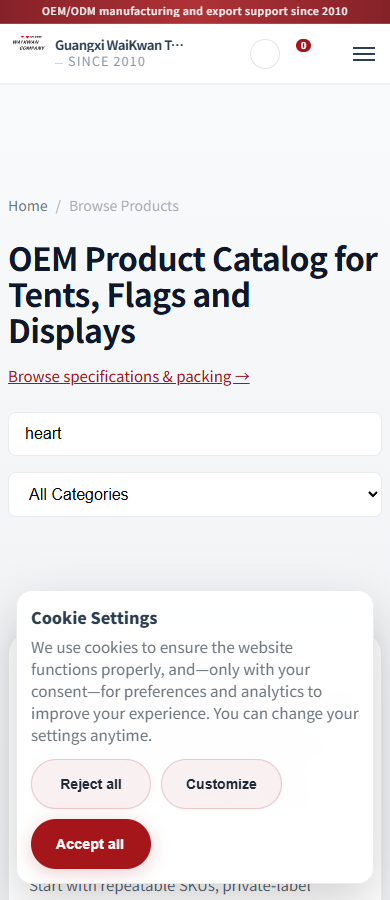 OEM/ODM manufacturing and export support since 2010
WAIKWAN
COMPANY
Guangxi WaiKwan T···
— SINCE 2010
0
Home / Browse Products
OEM Product Catalog for
Tents, Flags and
Displays
Browse specifications & packing →
heart
All Categories
Cookie Settings
We use cookies to ensure the website
functions properly, and—only with your
consent—for preferences and analytics to
improve your experience. You can change your
settings anytime.
Reject all
Customize
Accept all
Start with repeatable SKUs, private-label